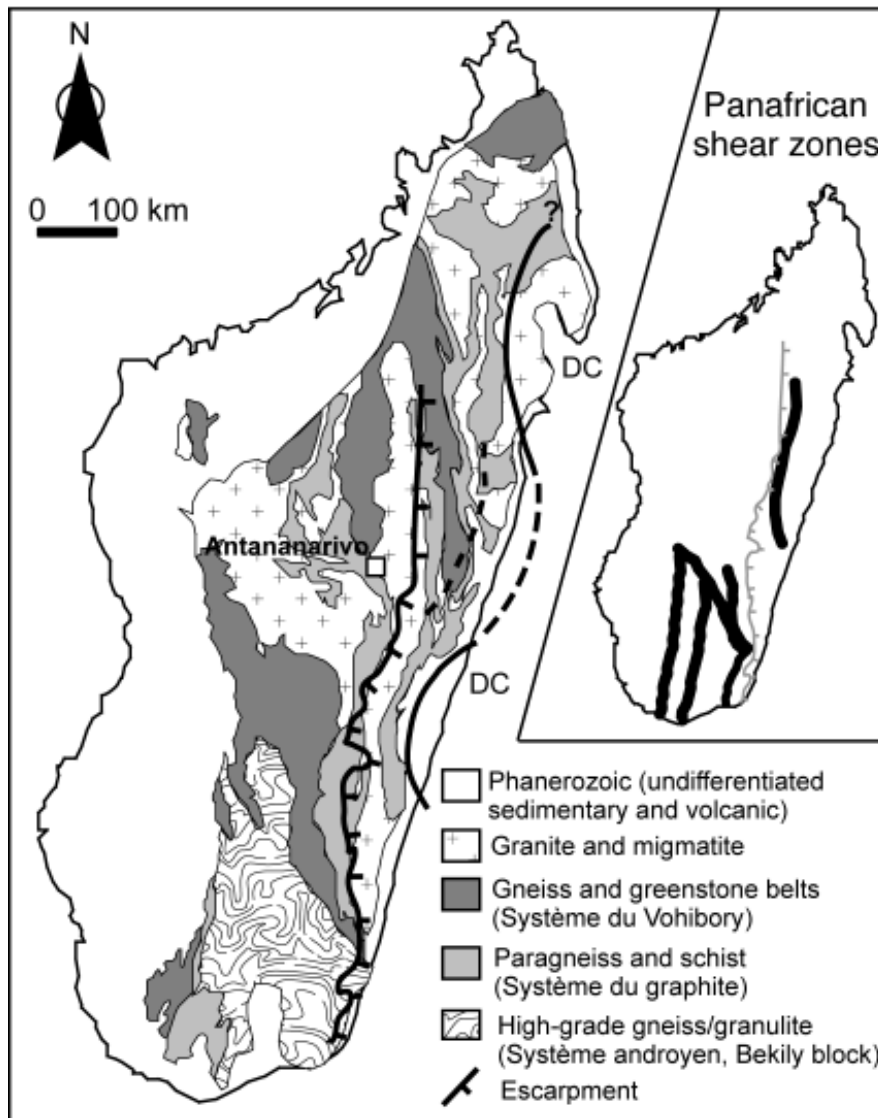 N
0 100 km
Panafrican
shear zones
?
DC
Antananarivo
DC
Phanerozoic (undifferentiated
sedimentary and volcanic)
Granite and migmatite
Gneiss and greenstone belts
(Système du Vohibory)
Paragneiss and schist
(Système du graphite)
High-grade gneiss/granulite
(Système androyen, Bekily block)
Escarpment